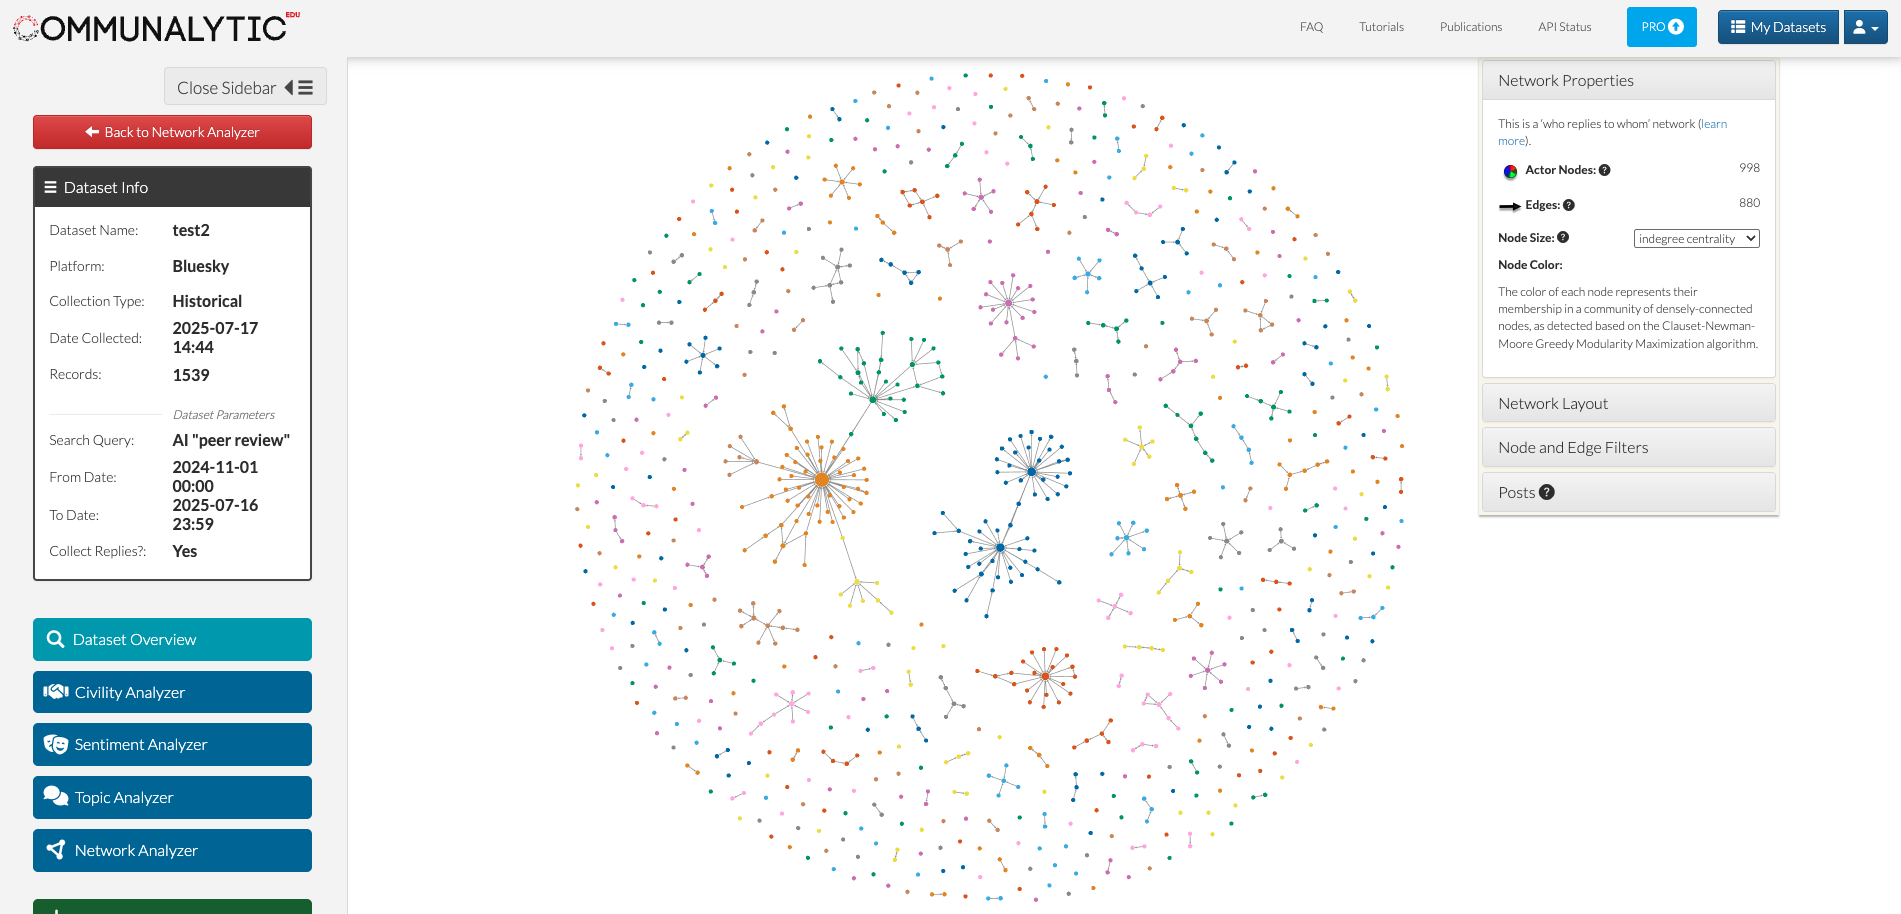 COMMUNALYTIC EDU
FAQ
Tutorials
Publications
API Status
PRO
My Datasets
Close Sidebar
Back to Network Analyzer
Dataset Info
Dataset Name: test2
Platform: Bluesky
Collection Type: Historical
Date Collected: 2025-07-17
14:44
Records: 1539
Dataset Parameters
Search Query: AI "peer review"
From Date: 2024-11-01
00:00
To Date: 2025-07-16
23:59
Collect Replies?: Yes
Dataset Overview
Civility Analyzer
Sentiment Analyzer
Topic Analyzer
Network Analyzer
Network Properties
This is a ‘who replies to whom’ network (learn
more).
Actor Nodes: ? 998
Edges: ? 880
Node Size: ? indegree centrality
Node Color:
The color of each node represents their
membership in a community of densely-connected
nodes, as detected based on the Clauset-Newman-
Moore Greedy Modularity Maximization algorithm.
Network Layout
Node and Edge Filters
Posts ?